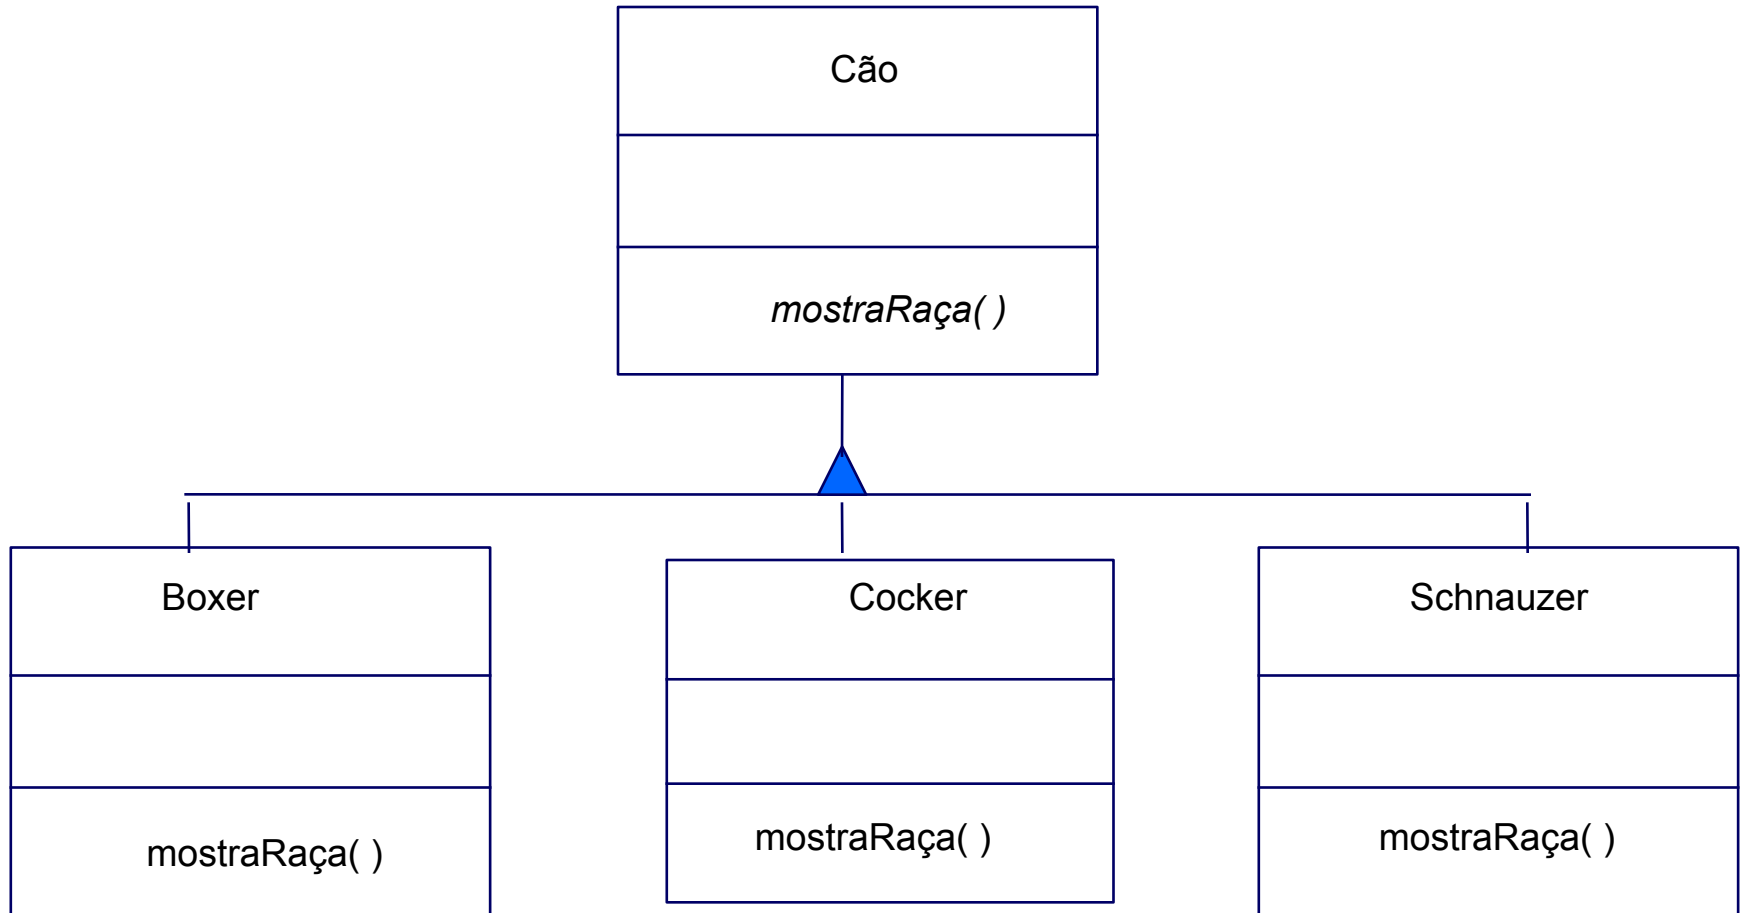 Cão
mostraRaça( )
Boxer
Cocker
Schnauzer
mostraRaça( )
mostraRaça( )
mostraRaça( )